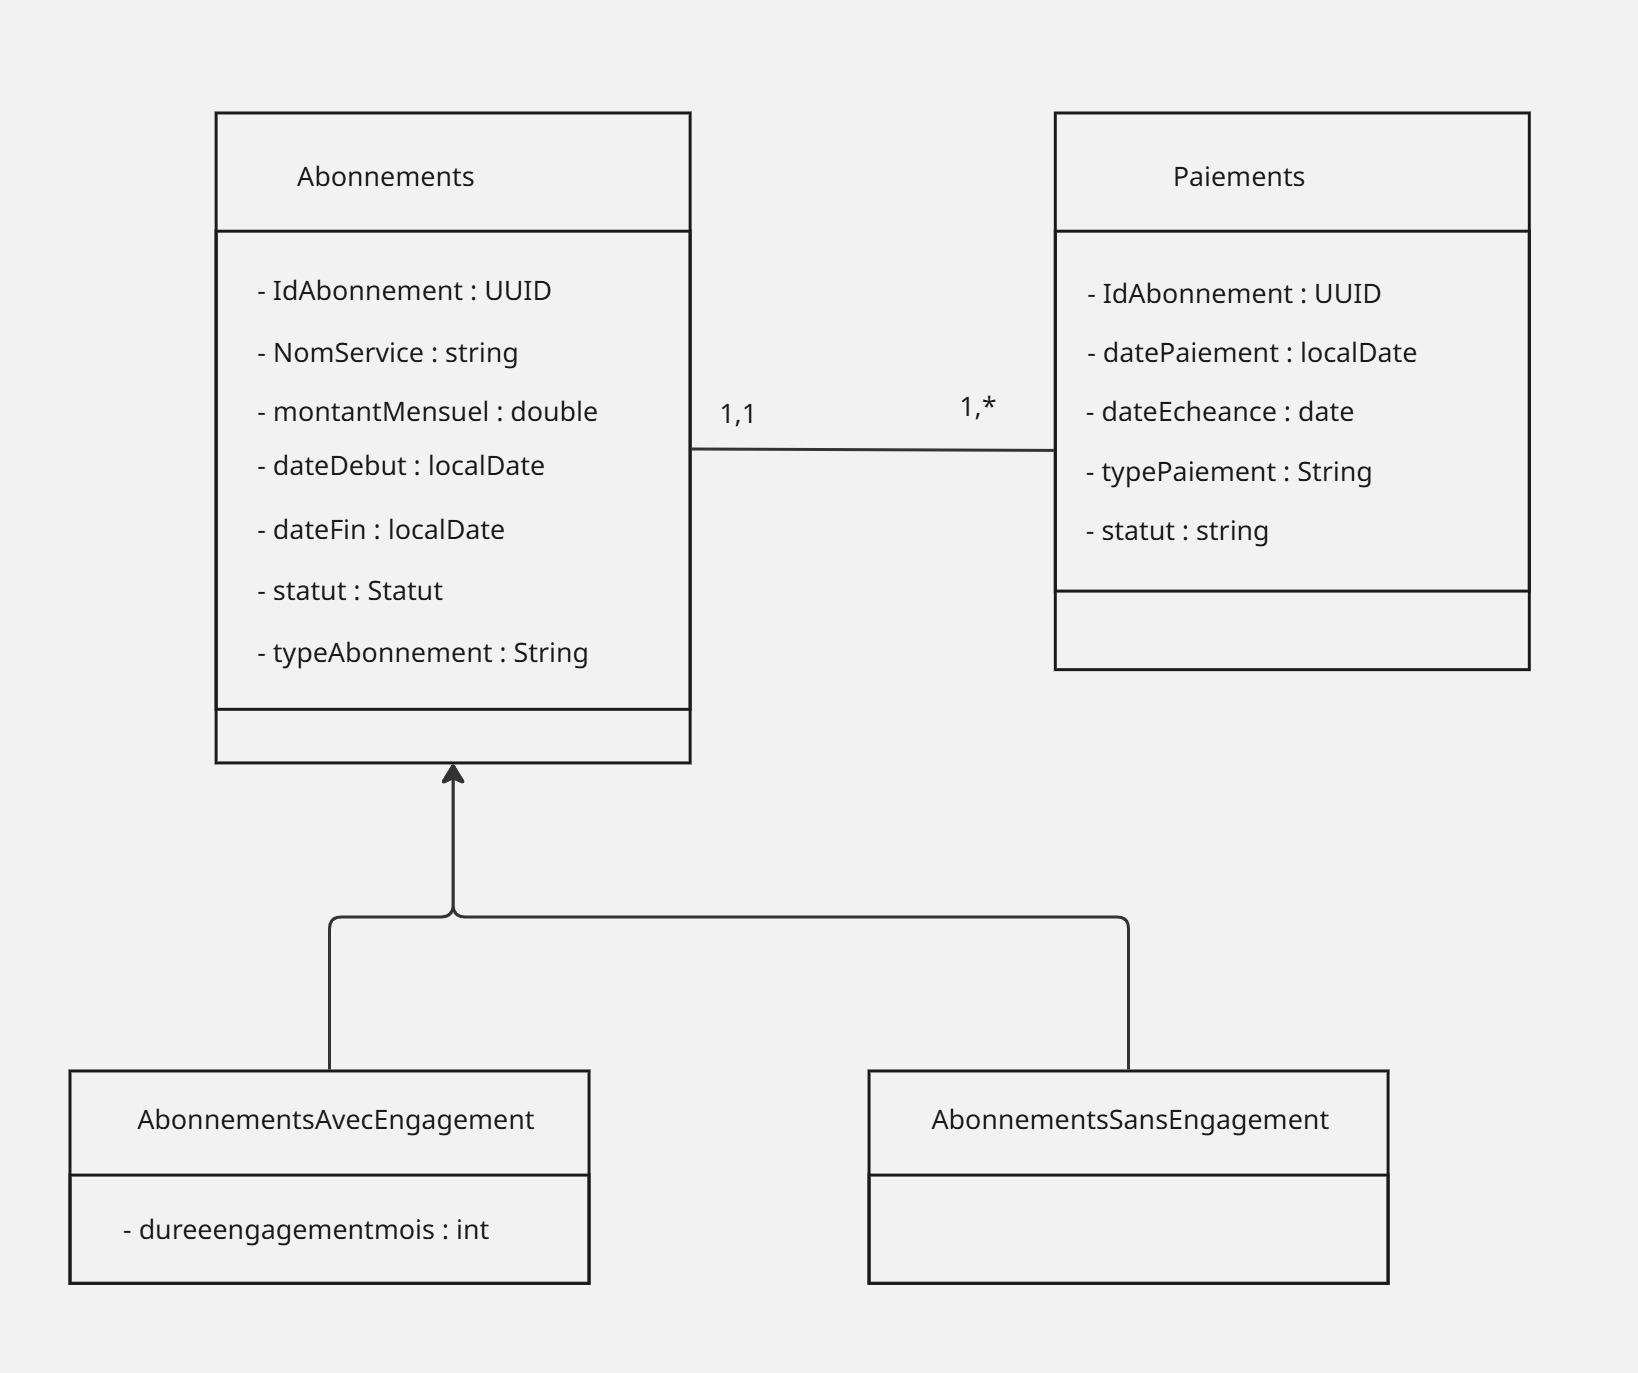 Abonnements
- IdAbonnement : UUID
- NomService : string
- montantMensuel : double
- dateDebut : localDate
- dateFin : localDate
- statut : Statut
- typeAbonnement : String
1,1
1,*
Paiements
- IdAbonnement : UUID
- datePaiement : localDate
- dateEcheance : date
- typePaiement : String
- statut : string
AbonnementsAvecEngagement
- dureeengagementmois : int
AbonnementsSansEngagement